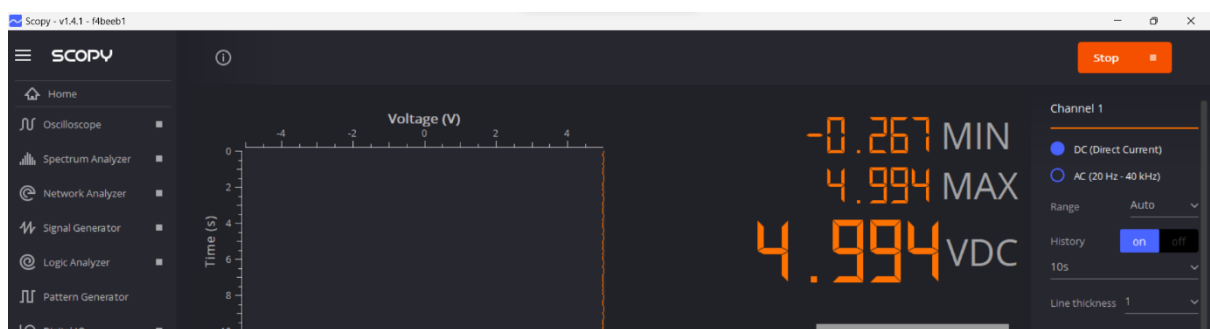 Scopy - v1.4.1 - f4beeb1
SCOPY
Stop
Home
Oscilloscope
Spectrum Analyzer
Network Analyzer
Signal Generator
Logic Analyzer
Pattern Generator
Voltage (V)
-4 -2 0 2 4
Time (s)
0
2
4
6
8
-0.267 MIN
4.994 MAX
4.994 VDC
Channel 1
DC (Direct Current)
AC (20 Hz - 40 kHz)
Range Auto
History on off
10s
Line thickness 1